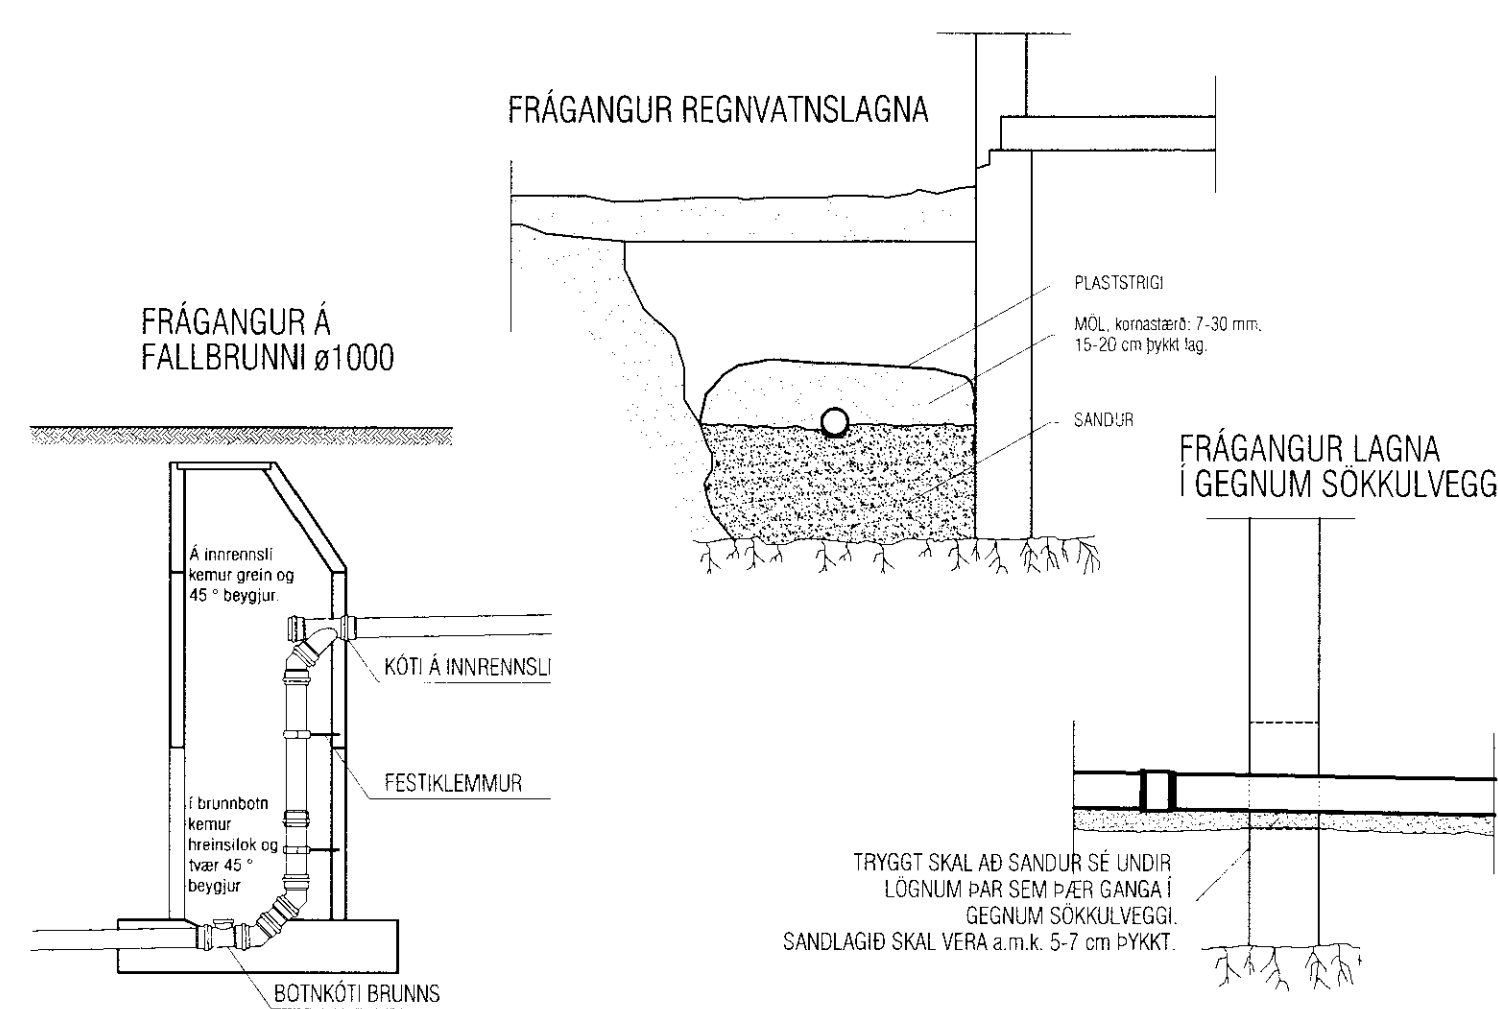 FRÁGANGUR REGNVATNSLAGNA
PLASTSTRIGI
MÖL, kornastærð: 7-30 mm.
15-20 cm þykkt lag.
SANDUR
FRÁGANGUR Á
FALLBRUNNI ø1000
Á innrennsli
kemur grein og
45 ° beygjur.
KÓTI Á INNRENNSLI
FESTIKLEMMUR
í brunnbotn
kemur
hreinsilok og
tvær 45 °
beygjur
BOTNKÓTI BRUNNS
FRÁGANGUR LAGNA
Í GEGNUM SÖKKULVEGG
TRYGGT SKAL AÐ SANDUR SÉ UNDIR
LÖGNUM ÞAR SEM ÞÆR GANGA Í
GEGNUM SÖKKULVEGGI.
SANDLAGIÐ SKAL VERA a.m.k. 5-7 cm ÞYKKT.